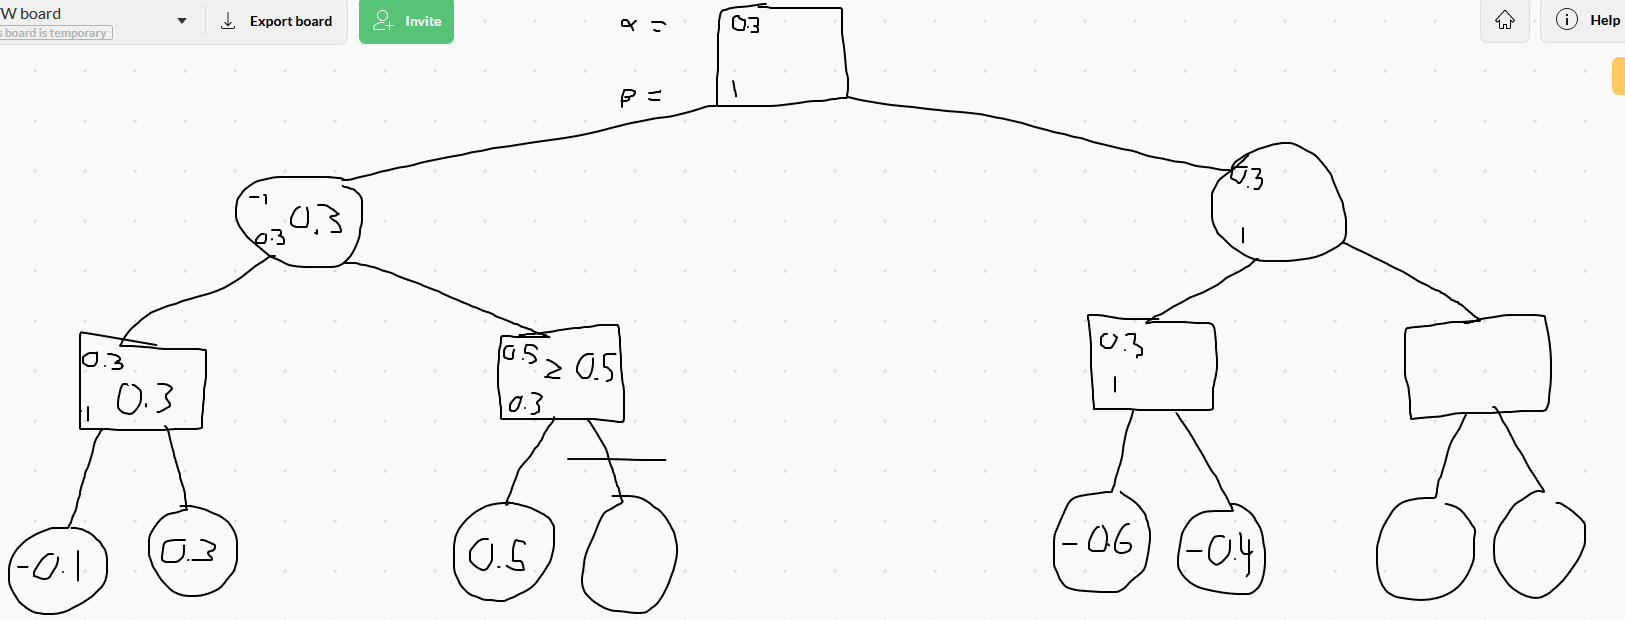 W board
s board is temporary
Export board
Invite
Help
α =
0.3
β =
1
-1
0.3
0.3
0.3
1
0.3
1
0.3
0.5
≥ 0.5
0.3
0.3
1
-0.1
0.3
0.5
-0.6
-0.4